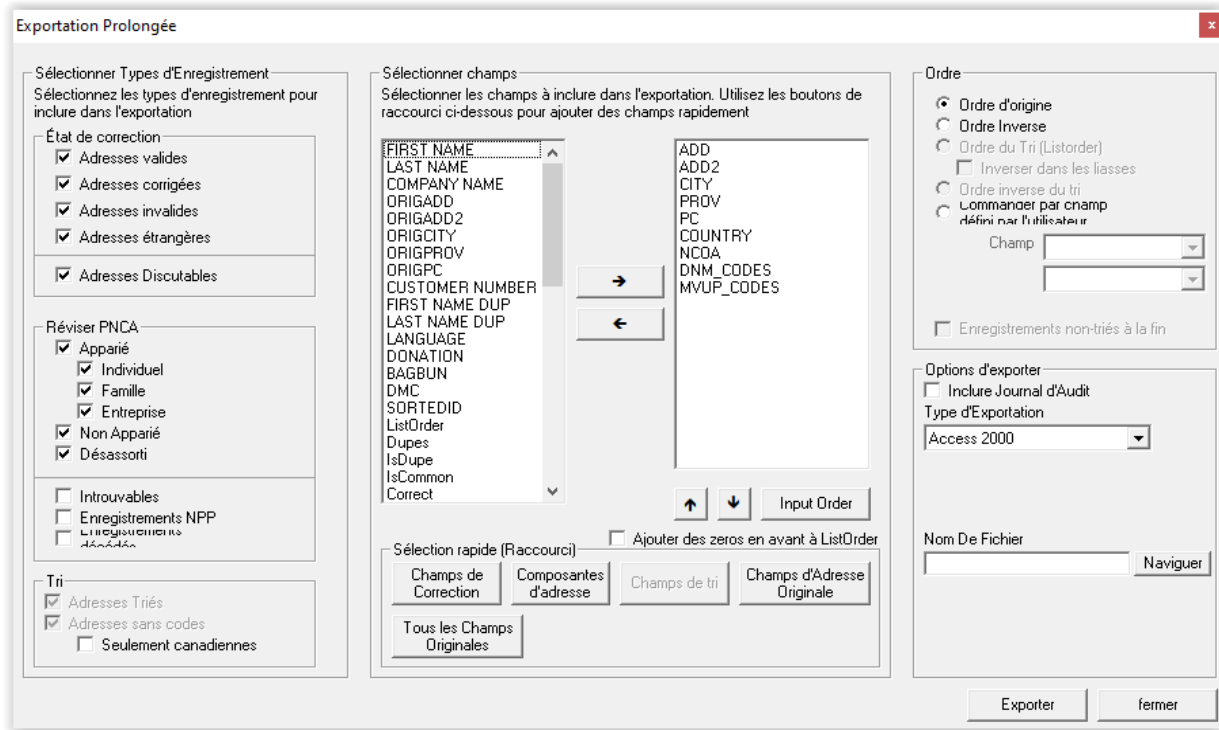 Exportation Prolongée
x
Sélectionner Types d'Enregistrement
Sélectionnez les types d'enregistrement pour
inclure dans l'exportation
État de correction
Adresses valides
Adresses corrigées
Adresses invalides
Adresses étrangères
Adresses Discutables
Réviser PNCA
Apparié
Individuel
Famille
Entreprise
Non Apparié
Désassorti
Introuvables
Enregistrements NPP
Enregistrements
décédés
Tri
Adresses Triés
Adresses sans codes
Seulement canadiennes
Sélectionner champs
Sélectionner les champs à inclure dans l'exportation. Utilisez les boutons de
raccourci ci-dessous pour ajouter des champs rapidement
FIRST NAME
LAST NAME
COMPANY NAME
ORIGADD
ORIGADD2
ORIGCITY
ORIGPROV
ORIGPC
CUSTOMER NUMBER
FIRST NAME DUP
LAST NAME DUP
LANGUAGE
DONATION
BAGBUN
DMC
SORTEDID
ListOrder
Dupes
IsDupe
IsCommon
Correct
ADD
ADD2
CITY
PROV
PC
COUNTRY
NCOA
DNM_CODES
MVUP_CODES
Input Order
Ajouter des zeros en avant à ListOrder
Sélection rapide (Raccourci)
Champs de
Correction
Composantes
d'adresse
Champs de tri
Champs d'Adresse
Originale
Tous les Champs
Originales
Ordre
Ordre d'origine
Ordre Inverse
Ordre du Tri (Listorder)
Inverser dans les liasses
Ordre inverse du tri
Commander par champ
défini par l'utilisateur
Champ
Enregistrements non-triés à la fin
Options d'exporter
Inclure Journal d'Audit
Type d'Exportation
Access 2000
Nom De Fichier
Naviguer
Exporter
fermer